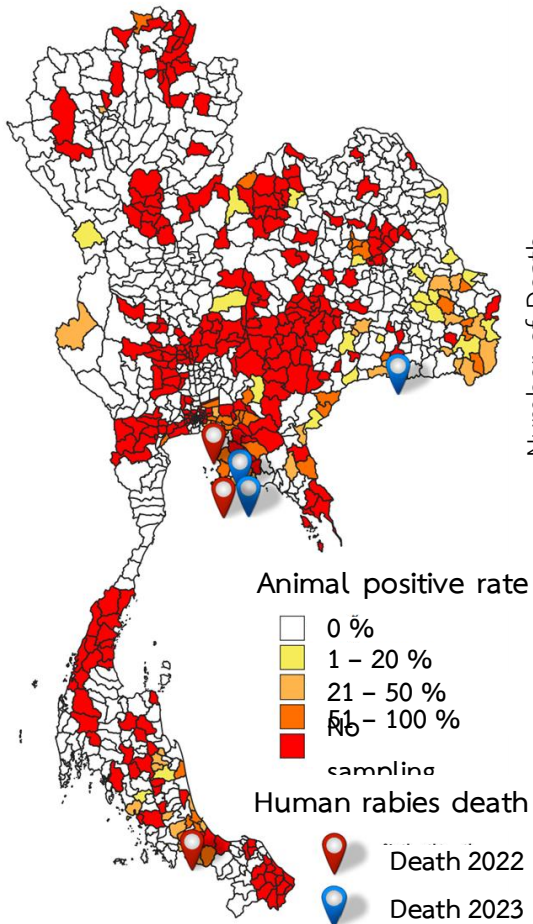 Animal positive rate
0 %
1 – 20 %
21 – 50 %
51 – 100 %
No
sampling
Human rabies death
Death 2022
Death 2023